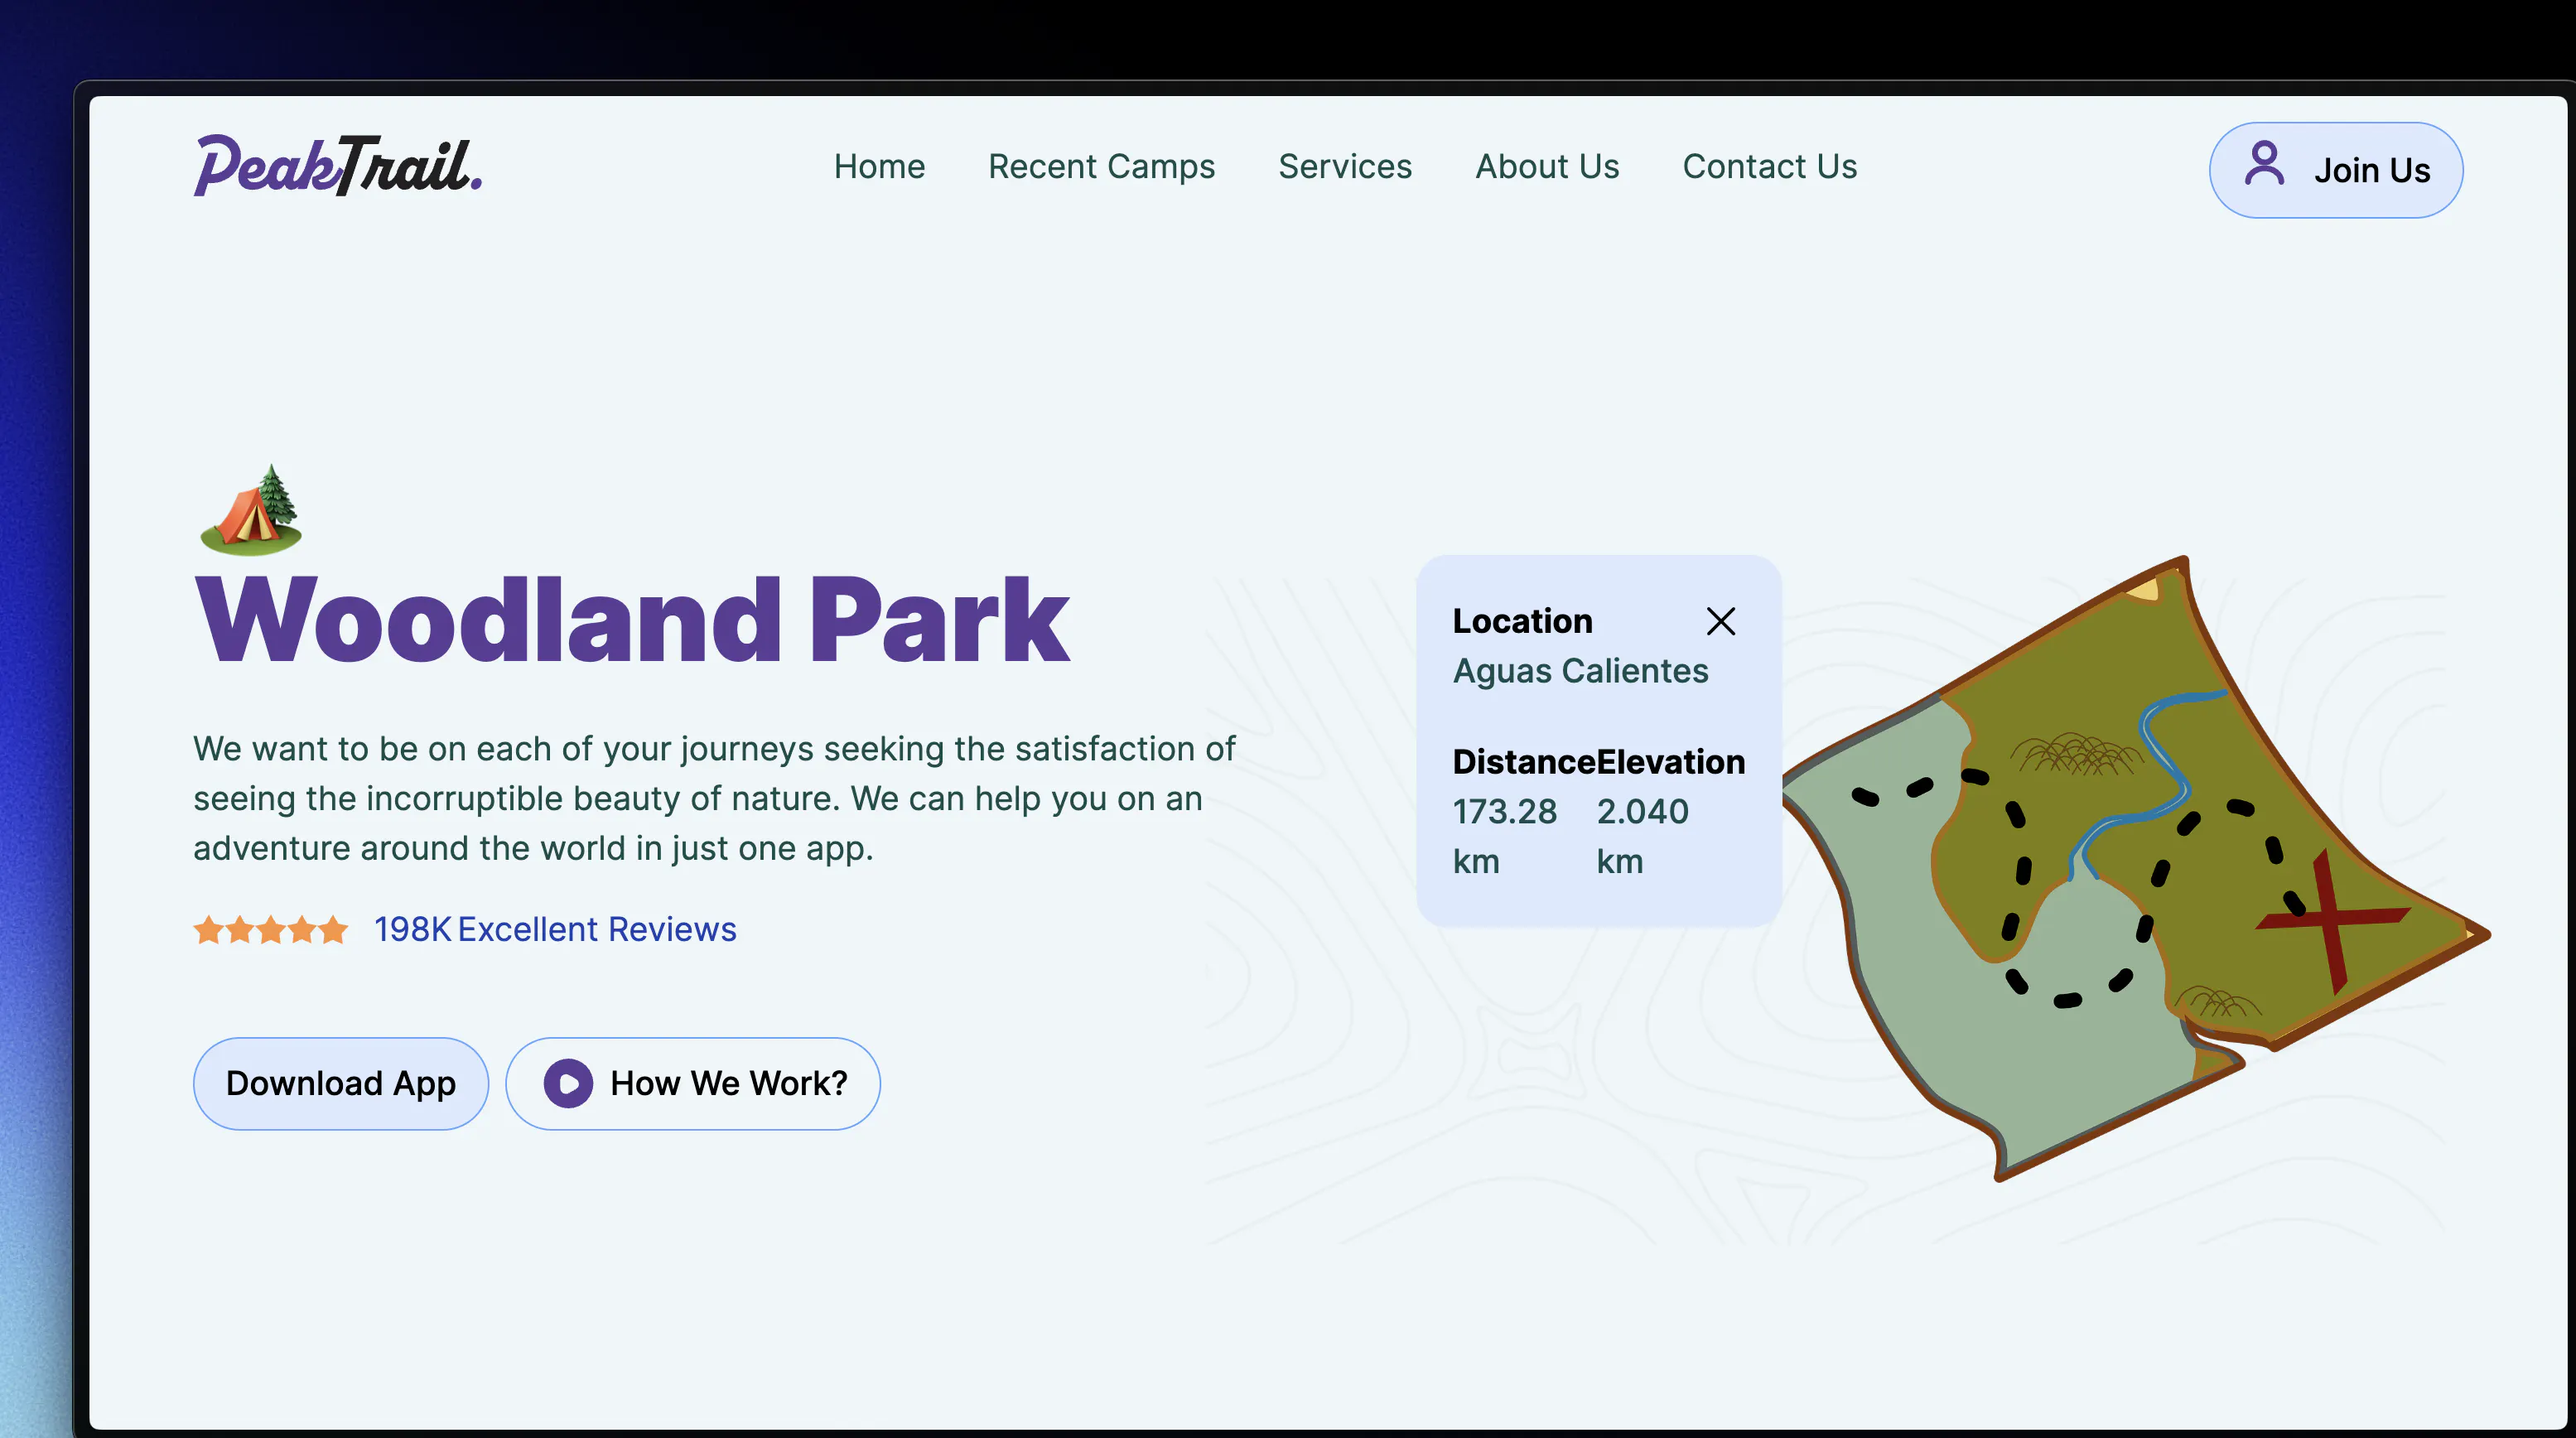 PeakTrail.
Home Recent Camps Services About Us Contact Us
Join Us
Woodland Park
We want to be on each of your journeys seeking the satisfaction of
seeing the incorruptible beauty of nature. We can help you on an
adventure around the world in just one app.
198K Excellent Reviews
Download App
How We Work?
Location
Aguas Calientes
Distance Elevation
173.28 2.040
km km